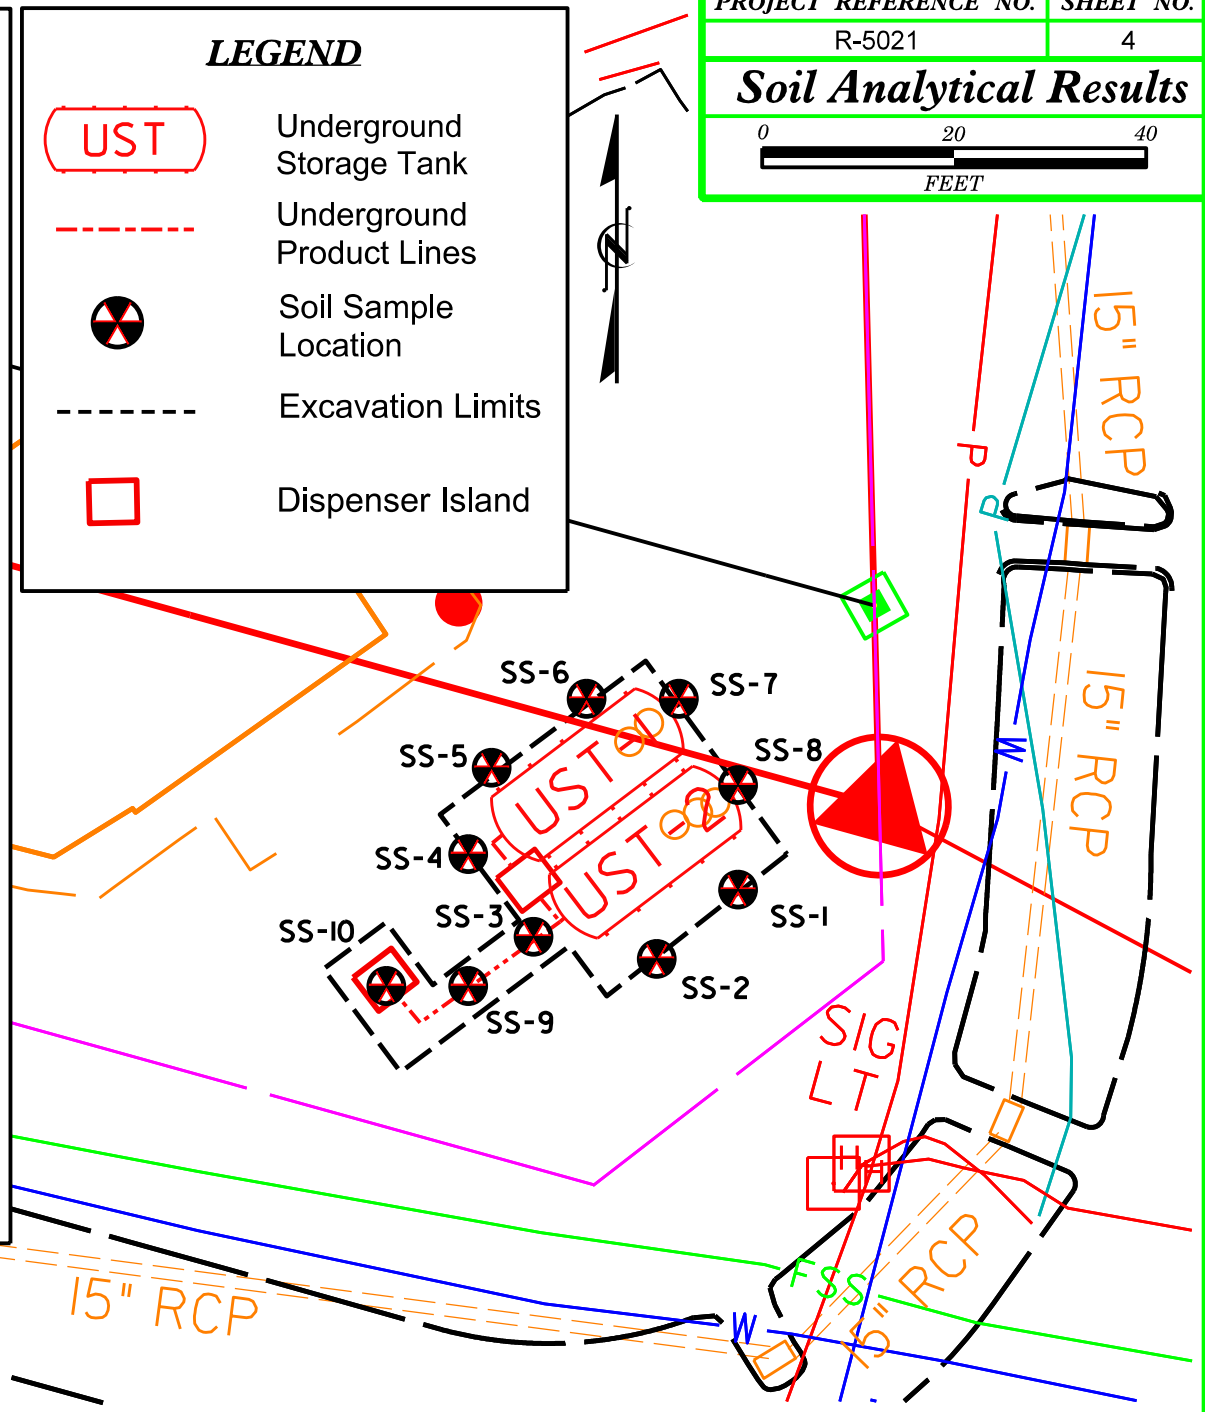 PROJECT REFERENCE NO.
SHEET NO.
R-5021
4
Soil Analytical Results
0 20 40
FEET
LEGEND
UST
Underground
Storage Tank
Underground
Product Lines
Soil Sample
Location
Excavation Limits
Dispenser Island
N
15" RCP
P
P
15" RCP
W
SS-6
SS-7
SS-5
SS-8
UST-1
UST-2
SS-4
SS-3
SS-1
SS-10
SS-2
SS-9
SIG
LT
H
H
FSS
15" RCP
15" RCP
W